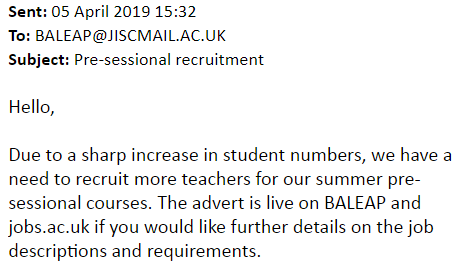 Sent: 05 April 2019 15:32
To: BALEAP@JISCMAIL.AC.UK
Subject: Pre-sessional recruitment
Hello,
Due to a sharp increase in student numbers, we have a
need to recruit more teachers for our summer pre-
sessional courses. The advert is live on BALEAP and
jobs.ac.uk if you would like further details on the job
descriptions and requirements.